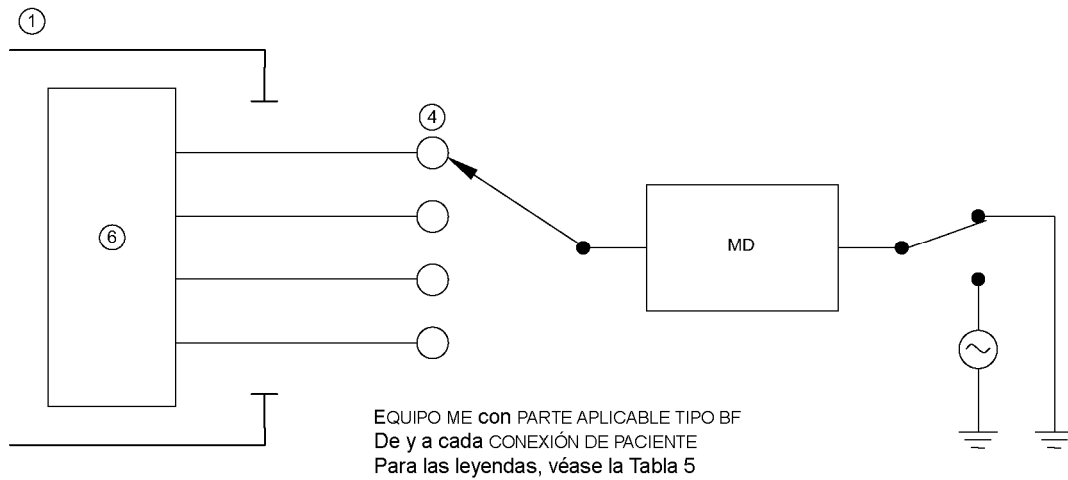 1
4
6
MD
EQUIPO ME con PARTE APLICABLE TIPO BF
De y a cada CONEXIÓN DE PACIENTE
Para las leyendas, véase la Tabla 5